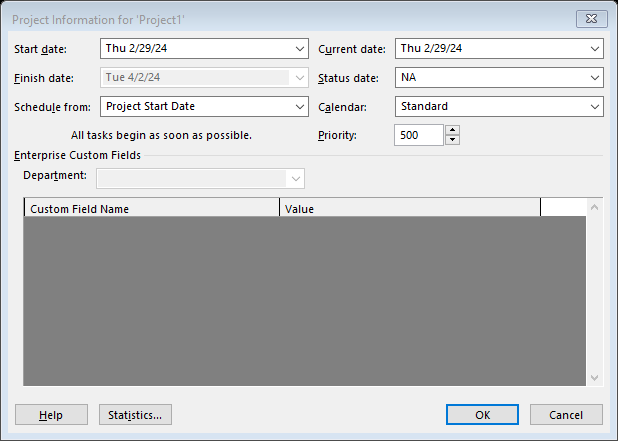 Project Information for 'Project1'
Start date: Thu 2/29/24 Current date: Thu 2/29/24
Finish date: Tue 4/2/24 Status date: NA
Schedule from: Project Start Date Calendar: Standard
All tasks begin as soon as possible. Priority: 500
Enterprise Custom Fields
Department:
Custom Field Name Value
Help Statistics... OK Cancel